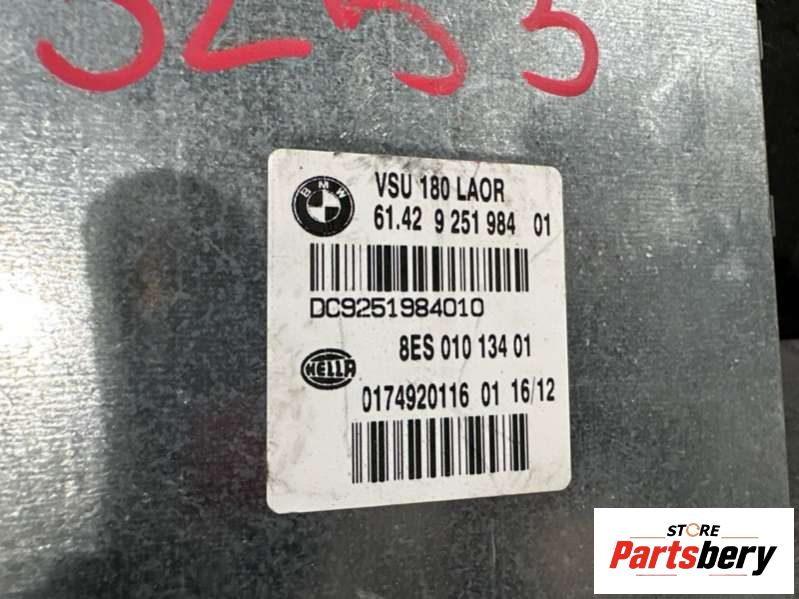 BMW
VSU 180 LAOR
61.42 9 251 984 01
DC9251984010
HELLA
8ES 010 134 01
0174920116 01 16/12
STORE
Partsbery